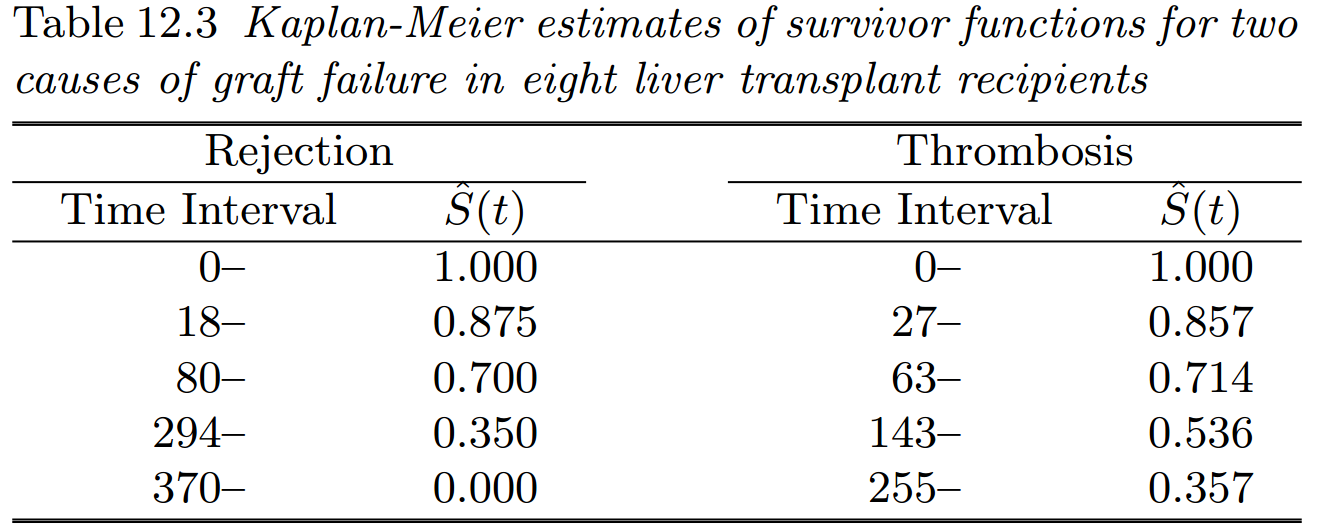 Table 12.3 Kaplan-Meier estimates of survivor functions for two
causes of graft failure in eight liver transplant recipients
Rejection Thrombosis
Time Interval Ŝ(t) Time Interval Ŝ(t)
0– 1.000 0– 1.000
18– 0.875 27– 0.857
80– 0.700 63– 0.714
294– 0.350 143– 0.536
370– 0.000 255– 0.357